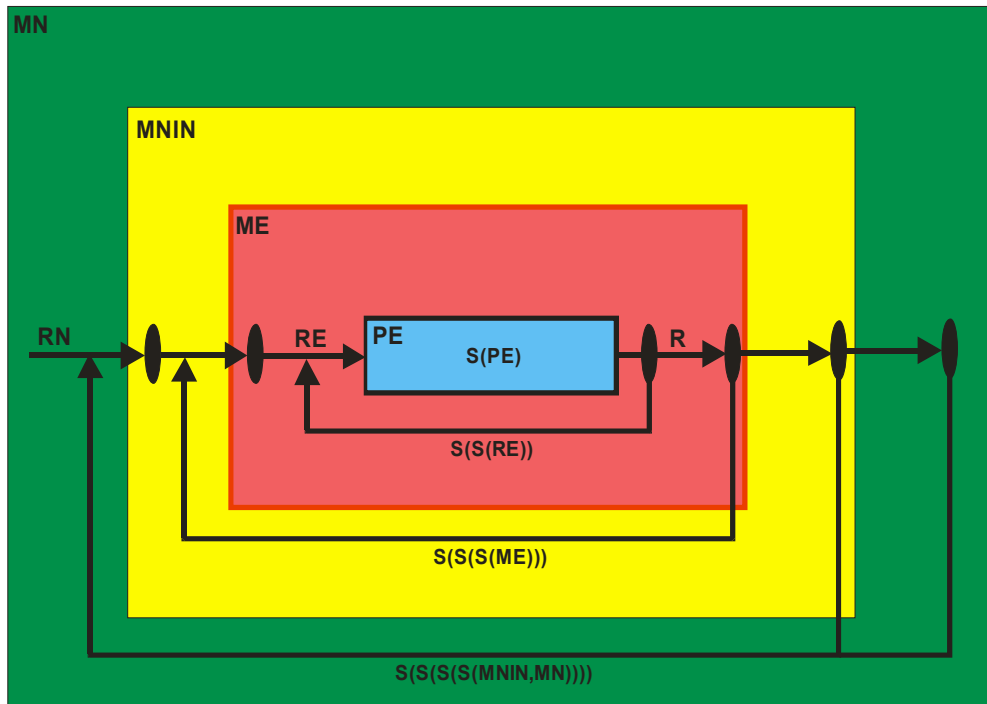 MN
MNIN
ME
RN
RE
PE
S(PE)
R
S(S(RE))
S(S(S(ME)))
S(S(S(S(MNIN,MN))))